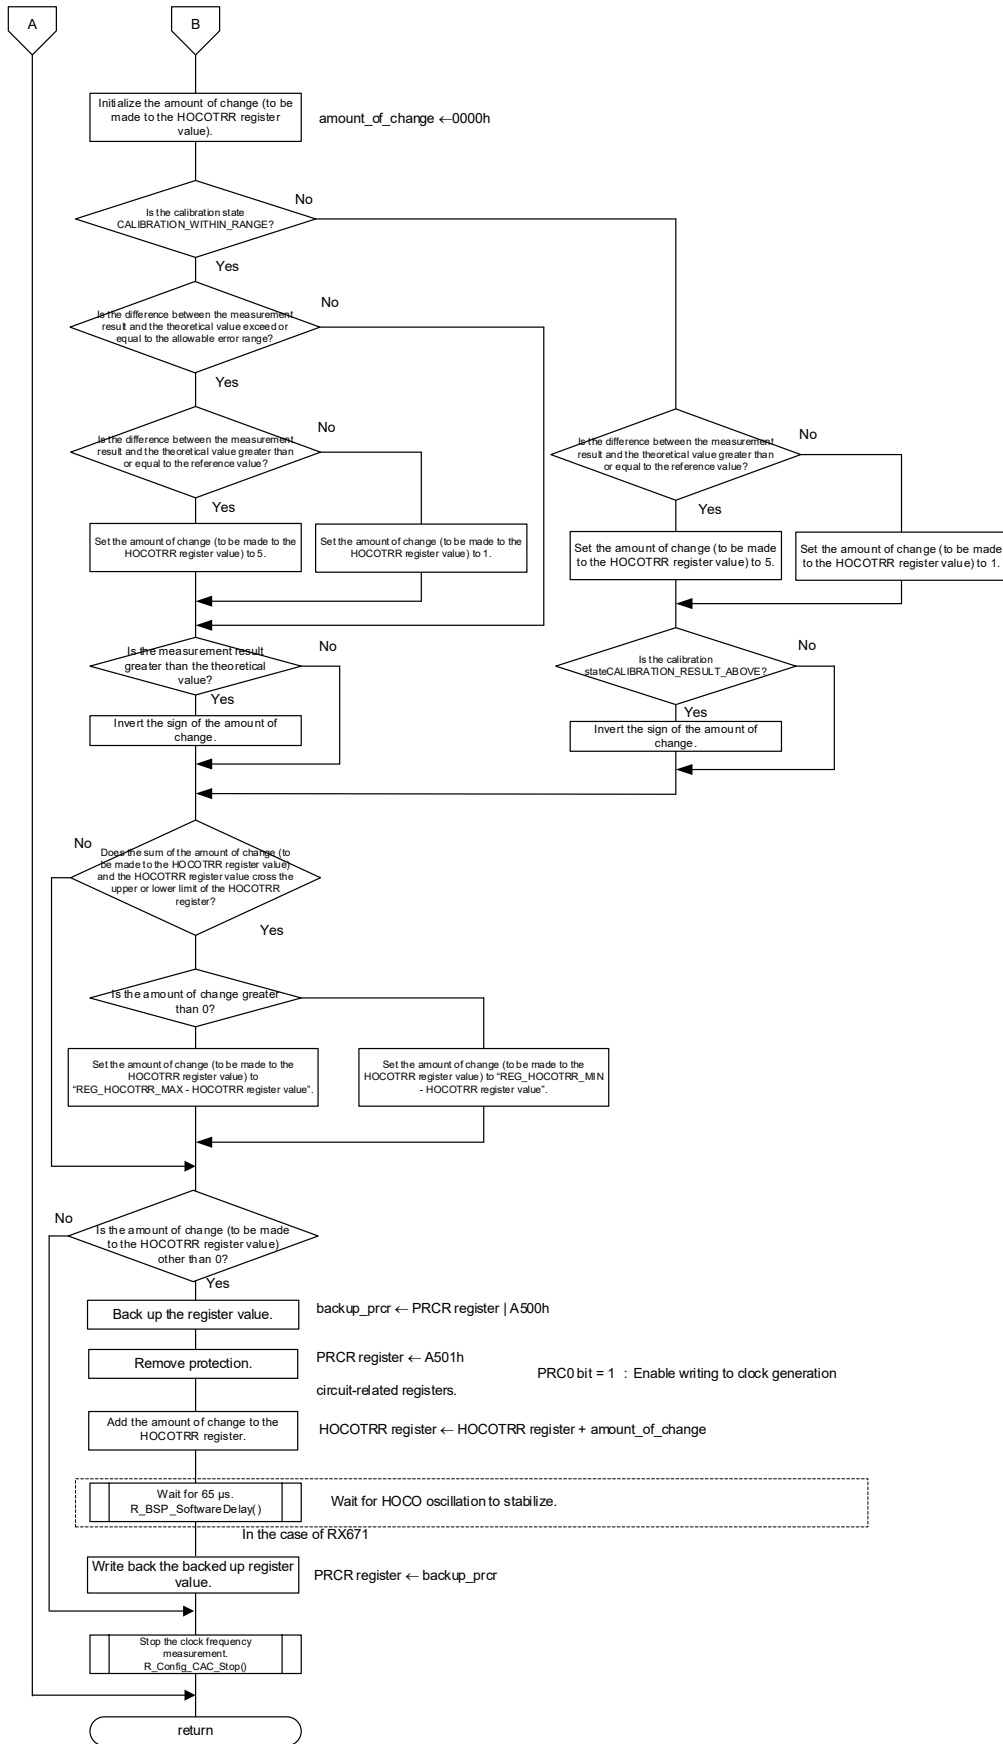 A
B
Initialize the amount of change (to be
made to the HOCOTRR register
value).
amount_of_change ←0000h
Is the calibration state
CALIBRATION_WITHIN_RANGE?
No
Yes
Is the difference between the measurement
result and the theoretical value exceed or
equal to the allowable error range?
No
Yes
Is the difference between the measurement
result and the theoretical value greater than
or equal to the reference value?
No
Yes
Is the difference between the measurement
result and the theoretical value greater than
or equal to the reference value?
No
Yes
Set the amount of change (to be made to the
HOCOTRR register value) to 5.
Set the amount of change (to be made to the
HOCOTRR register value) to 1.
Set the amount of change (to be made
to the HOCOTRR register value) to 5.
Set the amount of change (to be made
to the HOCOTRR register value) to 1.
Is the measurement result
greater than the theoretical
value?
No
Yes
Is the calibration
stateCALIBRATION_RESULT_ABOVE?
No
Yes
Invert the sign of the amount of
change.
Invert the sign of the amount of
change.
No
Does the sum of the amount of change (to
be made to the HOCOTRR register value)
and the HOCOTRR register value cross the
upper or lower limit of the HOCOTRR
register?
Yes
Is the amount of change greater
than 0?
Set the amount of change (to be made to the
HOCOTRR register value) to
“REG_HOCOTRR_MAX - HOCOTRR register value”.
Set the amount of change (to be made to the
HOCOTRR register value) to “REG_HOCOTRR_MIN
- HOCOTRR register value”.
No
Is the amount of change (to be made
to the HOCOTRR register value)
other than 0?
Yes
Back up the register value.
backup_prcr ← PRCR register | A500h
Remove protection.
PRCR register ← A501h
PRC0 bit = 1 : Enable writing to clock generation
circuit-related registers.
Add the amount of change to the
HOCOTRR register.
HOCOTRR register ← HOCOTRR register + amount_of_change
Wait for 65 µs.
R_BSP_SoftwareDelay()
Wait for HOCO oscillation to stabilize.
In the case of RX671
Write back the backed up register
value.
PRCR register ← backup_prcr
Stop the clock frequency
measurement.
R_Config_CAC_Stop()
return